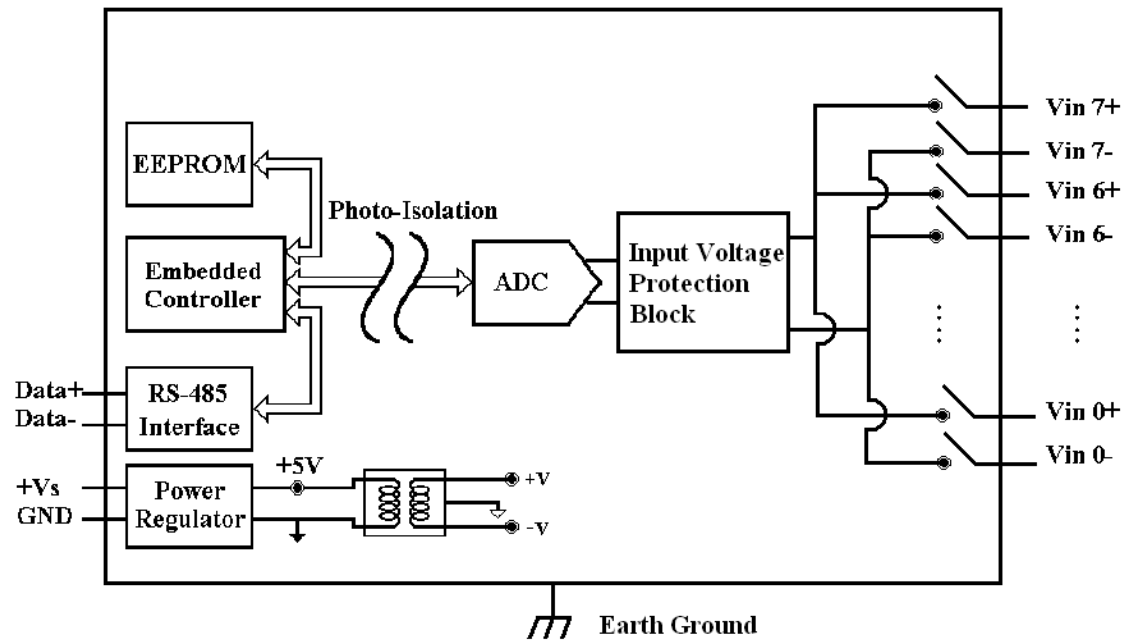 EEPROM
Photo-Isolation
Embedded
Controller
ADC
Input Voltage
Protection
Block
Vin 7+
Vin 7-
Vin 6+
Vin 6-
Vin 0+
Vin 0-
Data+
Data-
RS-485
Interface
+Vs
GND
Power
Regulator
+5V
+V
-V
Earth Ground